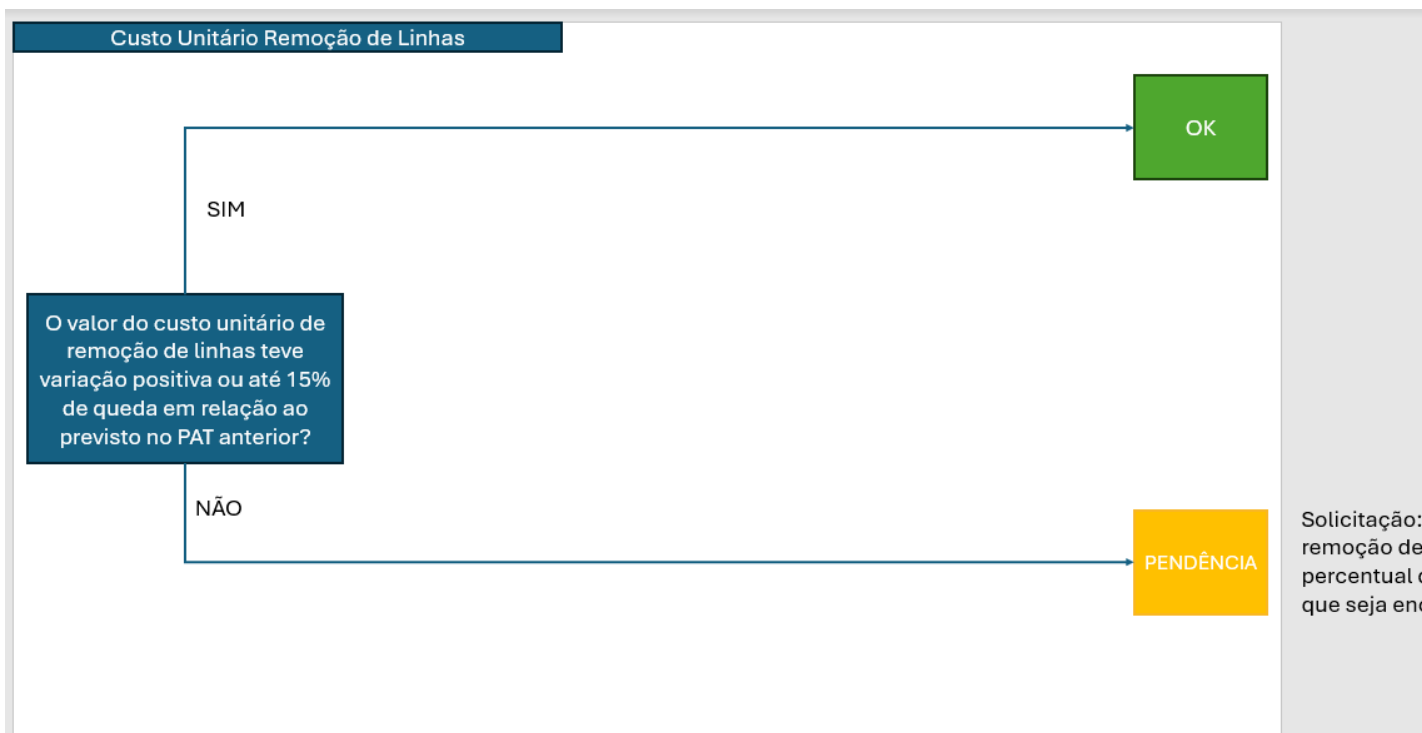 Custo Unitário Remoção de Linhas
OK
SIM
O valor do custo unitário de
remoção de linhas teve
variação positiva ou até 15%
de queda em relação ao
previsto no PAT anterior?
NÃO
PENDÊNCIA
Solicitação:
remoção de
percentual
que seja